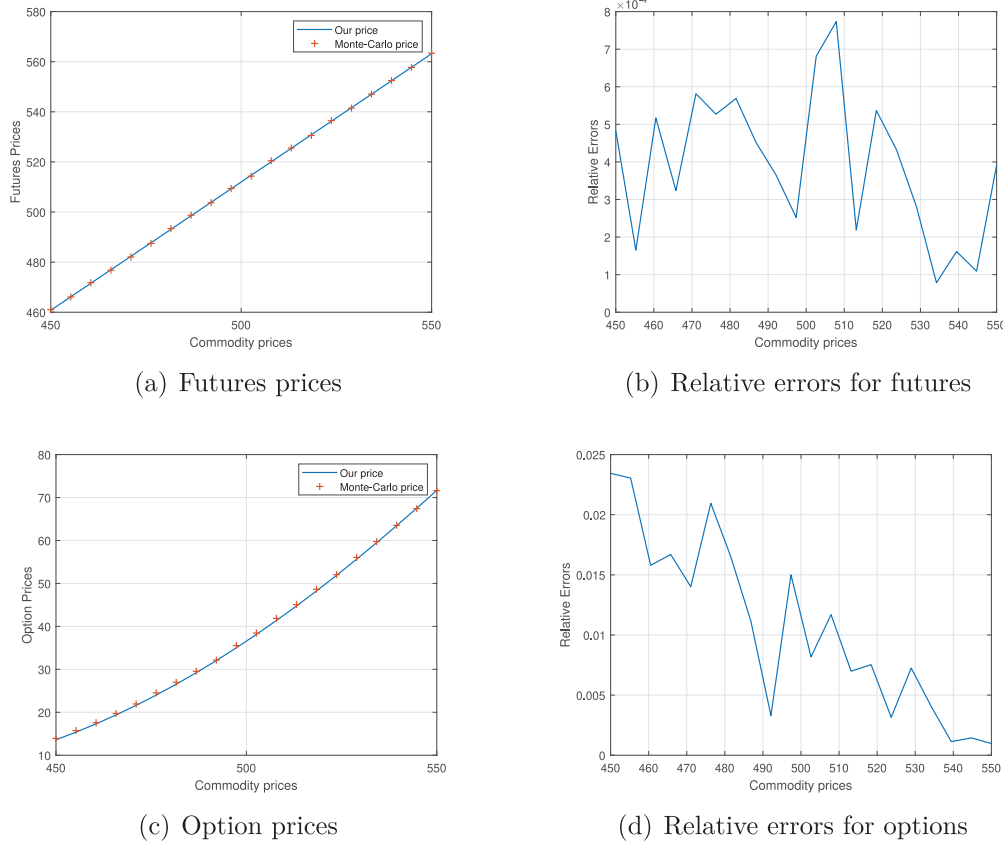 580
560
540
520
500
480
460
Futures Prices
Our price
Monte-Carlo price
450 500 550
Commodity prices
(a) Futures prices
8
7
6
5
4
3
2
1
0
Relative Errors
450 460 470 480 490 500 510 520 530 540 550
Commodity prices
(b) Relative errors for futures
80
70
60
50
40
30
20
10
Option Prices
Our price
Monte-Carlo price
450 500 550
Commodity prices
(c) Option prices
0.025
0.02
0.015
0.01
0.005
0
Relative Errors
450 460 470 480 490 500 510 520 530 540 550
Commodity prices
(d) Relative errors for options